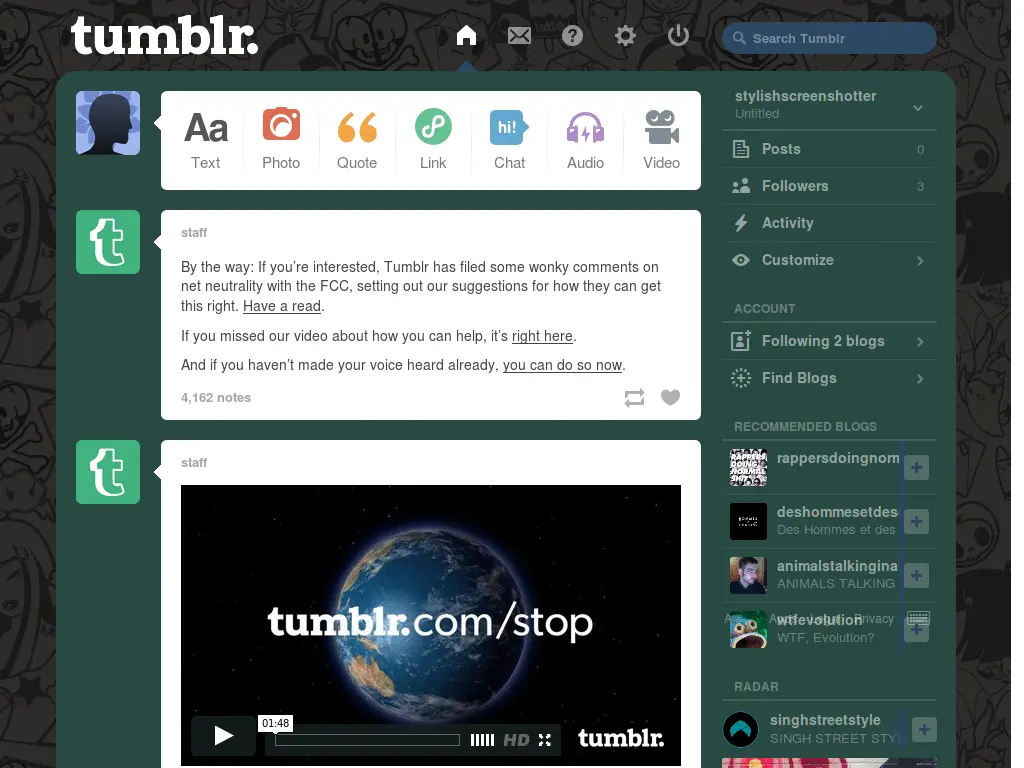 tumblr.
Search Tumblr
Aa
Text
Photo
Quote
Link
hi!
Chat
Audio
Video
staff
By the way: If you're interested, Tumblr has filed some wonky comments on
net neutrality with the FCC, setting out our suggestions for how they can get
this right. Have a read.
If you missed our video about how you can help, it's right here.
And if you haven't made your voice heard already, you can do so now.
4,162 notes
staff
tumblr.com/stop
01:48
HD
tumblr.
stylishscreenshotter
Untitled
Posts 0
Followers 3
Activity
Customize
ACCOUNT
Following 2 blogs
Find Blogs
RECOMMENDED BLOGS
RAPPERS
DOING
NORMAL
SHIT
rappersdoingnorm
deshommesetdes
Des Hommes et des
animalstalkingina
ANIMALS TALKING
wtfevolution
Privacy
WTF, Evolution?
RADAR
singhstreetstyle
SINGH STREET STYL